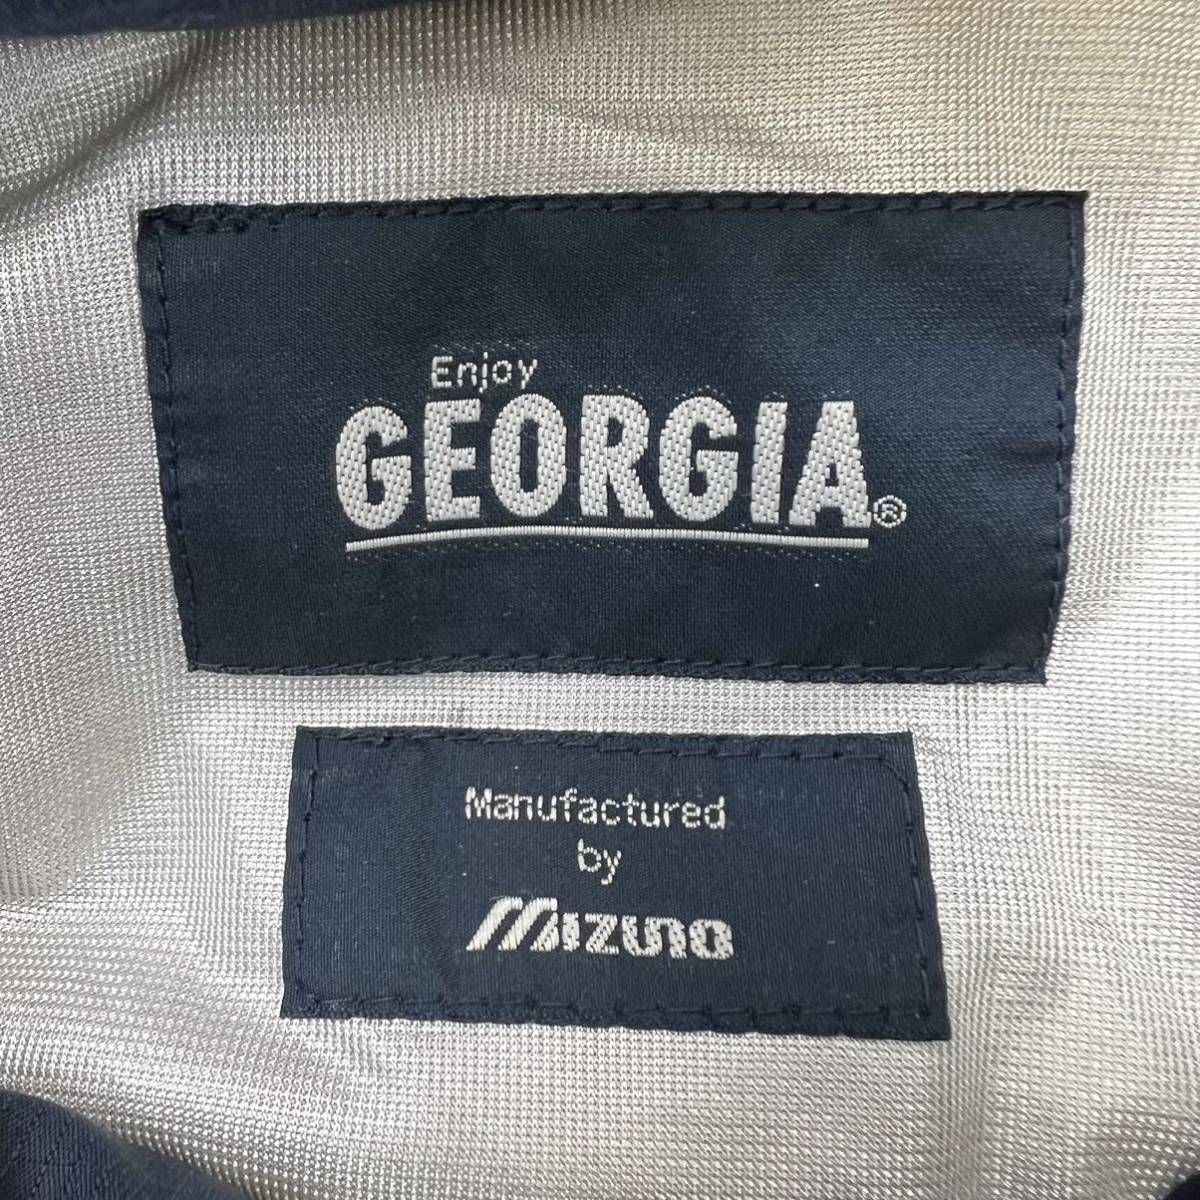 Enjoy
GEORGIA®
Manufactured
by
Mizuno